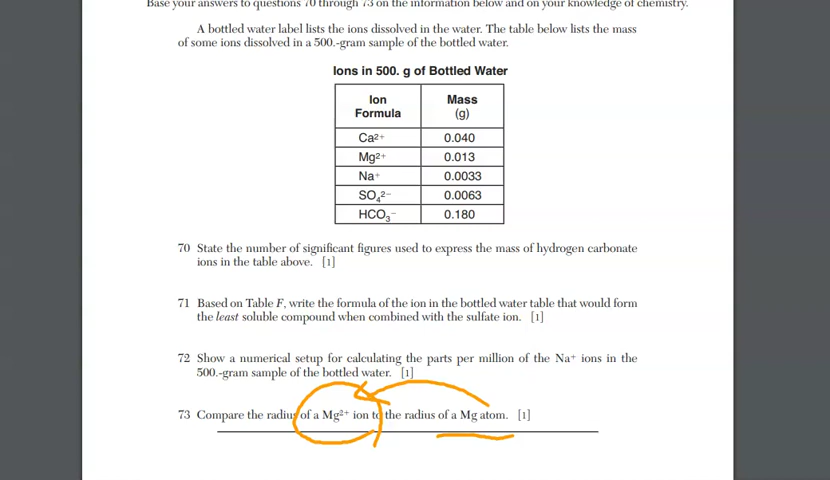 Base your answers to questions 70 through 73 on the information below and on your knowledge of chemistry.
A bottled water label lists the ions dissolved in the water. The table below lists the mass
of some ions dissolved in a 500.-gram sample of the bottled water.
Ions in 500. g of Bottled Water
Ion Formula Mass (g)
Ca²⁺ 0.040
Mg²⁺ 0.013
Na⁺ 0.0033
SO₄²⁻ 0.0063
HCO₃⁻ 0.180
70 State the number of significant figures used to express the mass of hydrogen carbonate
ions in the table above. [1]
71 Based on Table F, write the formula of the ion in the bottled water table that would form
the least soluble compound when combined with the sulfate ion. [1]
72 Show a numerical setup for calculating the parts per million of the Na⁺ ions in the
500.-gram sample of the bottled water. [1]
73 Compare the radius of a Mg²⁺ ion to the radius of a Mg atom. [1]